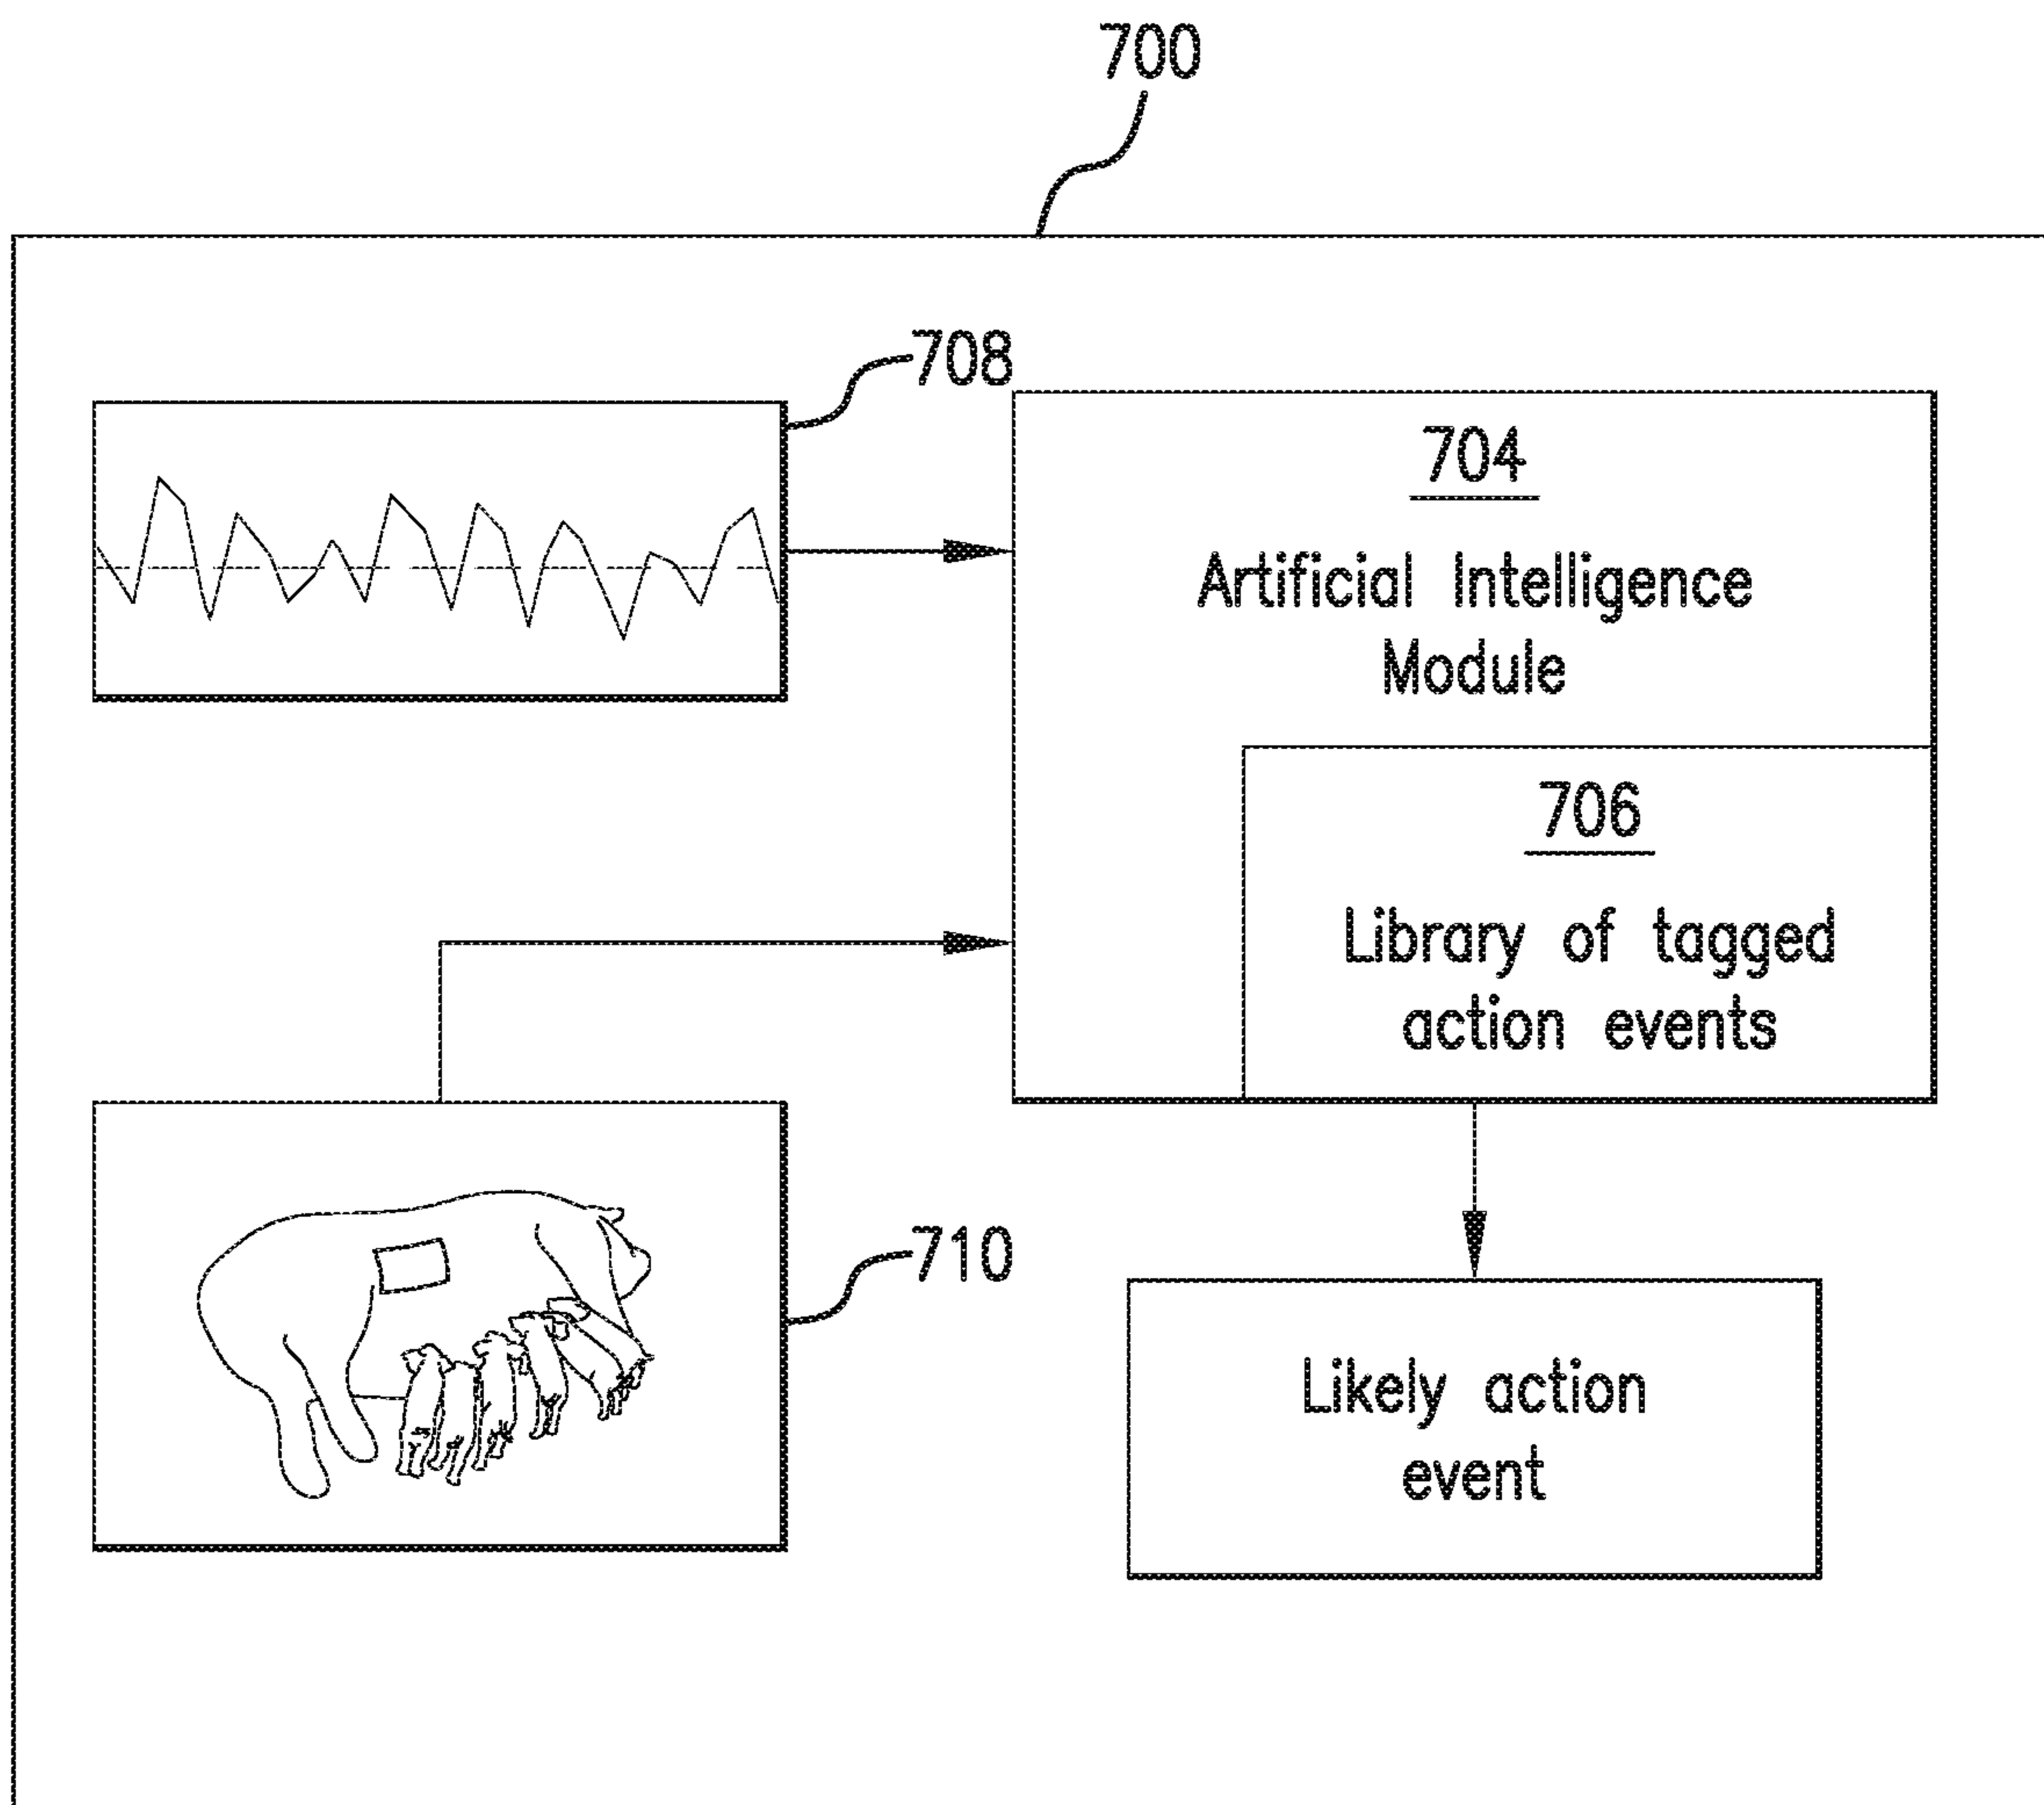 700
708
704
Artificial Intelligence
Module
706
Library of tagged
action events
710
Likely action
event